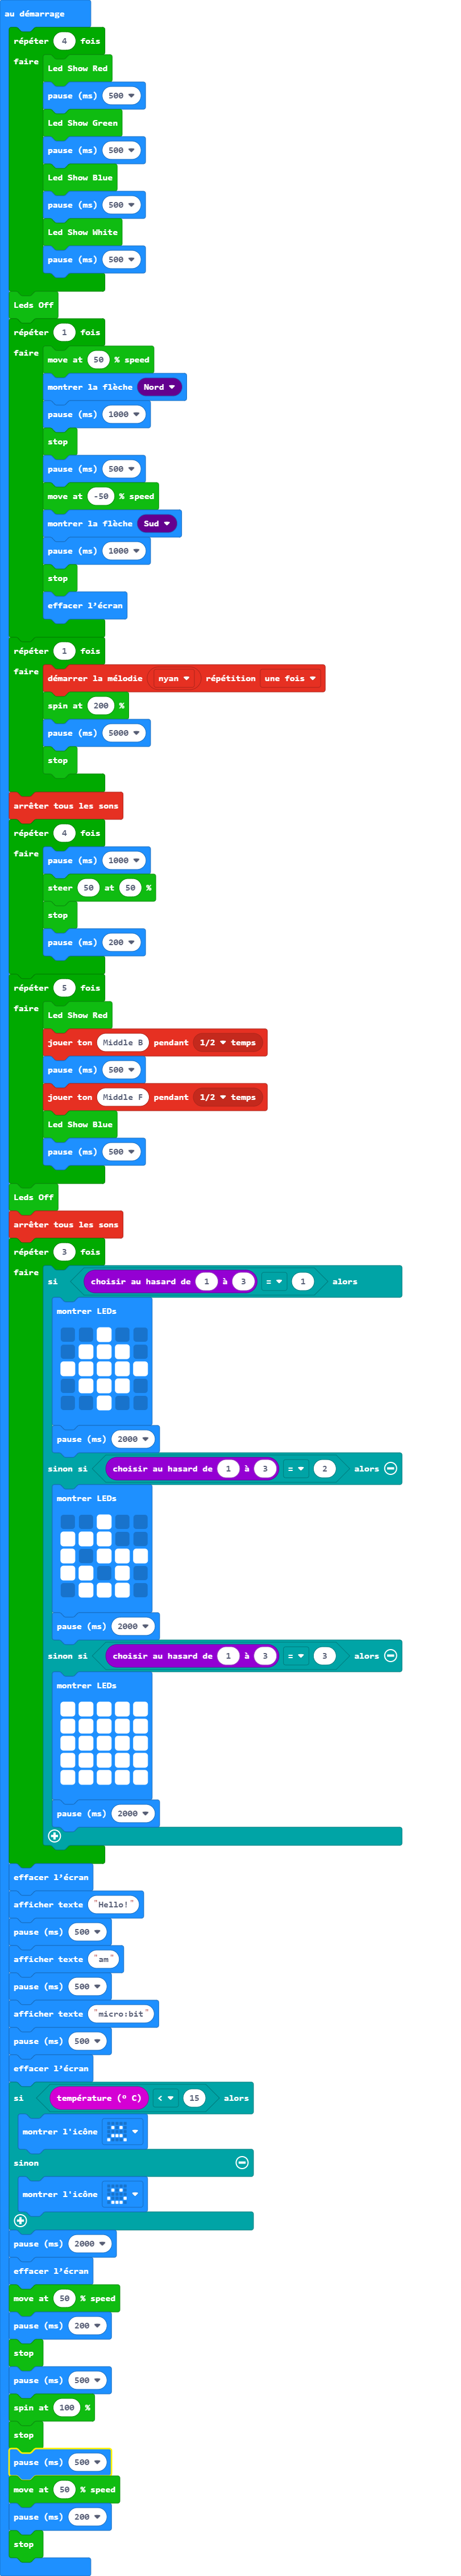 au démarrage
répéter 4 fois
faire
Led Show Red
pause (ms) 500
Led Show Green
pause (ms) 500
Led Show Blue
pause (ms) 500
Led Show White
pause (ms) 500
Leds Off
répéter 1 fois
faire
move at 50 % speed
montrer la flèche Nord
pause (ms) 1000
stop
pause (ms) 500
move at -50 % speed
montrer la flèche Sud
pause (ms) 1000
stop
effacer l'écran
répéter 1 fois
faire
démarrer la mélodie nyan répétition une fois
spin at 200 %
pause (ms) 5000
stop
arrêter tous les sons
répéter 4 fois
faire
pause (ms) 1000
steer 50 at 50 %
stop
pause (ms) 200
répéter 5 fois
faire
Led Show Red
jouer ton Middle B pendant 1/2 temps
pause (ms) 500
jouer ton Middle F pendant 1/2 temps
Led Show Blue
pause (ms) 500
Leds Off
arrêter tous les sons
répéter 3 fois
faire
si choisir au hasard de 1 à 3 = 1 alors
montrer LEDs
pause (ms) 2000
sinon si choisir au hasard de 1 à 3 = 2 alors
montrer LEDs
pause (ms) 2000
sinon si choisir au hasard de 1 à 3 = 3 alors
montrer LEDs
pause (ms) 2000
effacer l'écran
afficher texte "Hello!"
pause (ms) 500
afficher texte "am"
pause (ms) 500
afficher texte "micro:bit"
pause (ms) 500
effacer l'écran
si température (° C) < 15 alors
montrer l'icône
sinon
montrer l'icône
pause (ms) 2000
effacer l'écran
move at 50 % speed
pause (ms) 200
stop
pause (ms) 500
spin at 100 %
stop
pause (ms) 500
move at 50 % speed
pause (ms) 200
stop